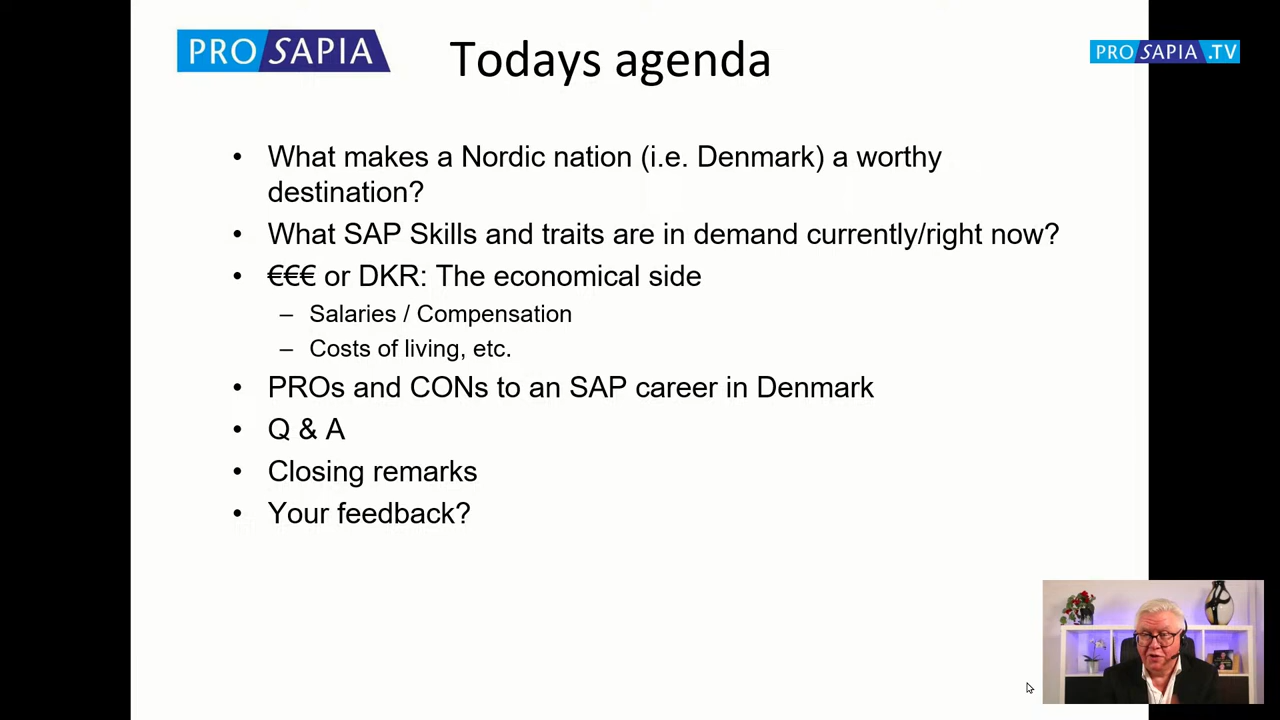 PRO SAPIA
Todays agenda
PRO SAPIA .TV
• What makes a Nordic nation (i.e. Denmark) a worthy
destination?
• What SAP Skills and traits are in demand currently/right now?
• €€€ or DKR: The economical side
– Salaries / Compensation
– Costs of living, etc.
• PROs and CONs to an SAP career in Denmark
• Q & A
• Closing remarks
• Your feedback?